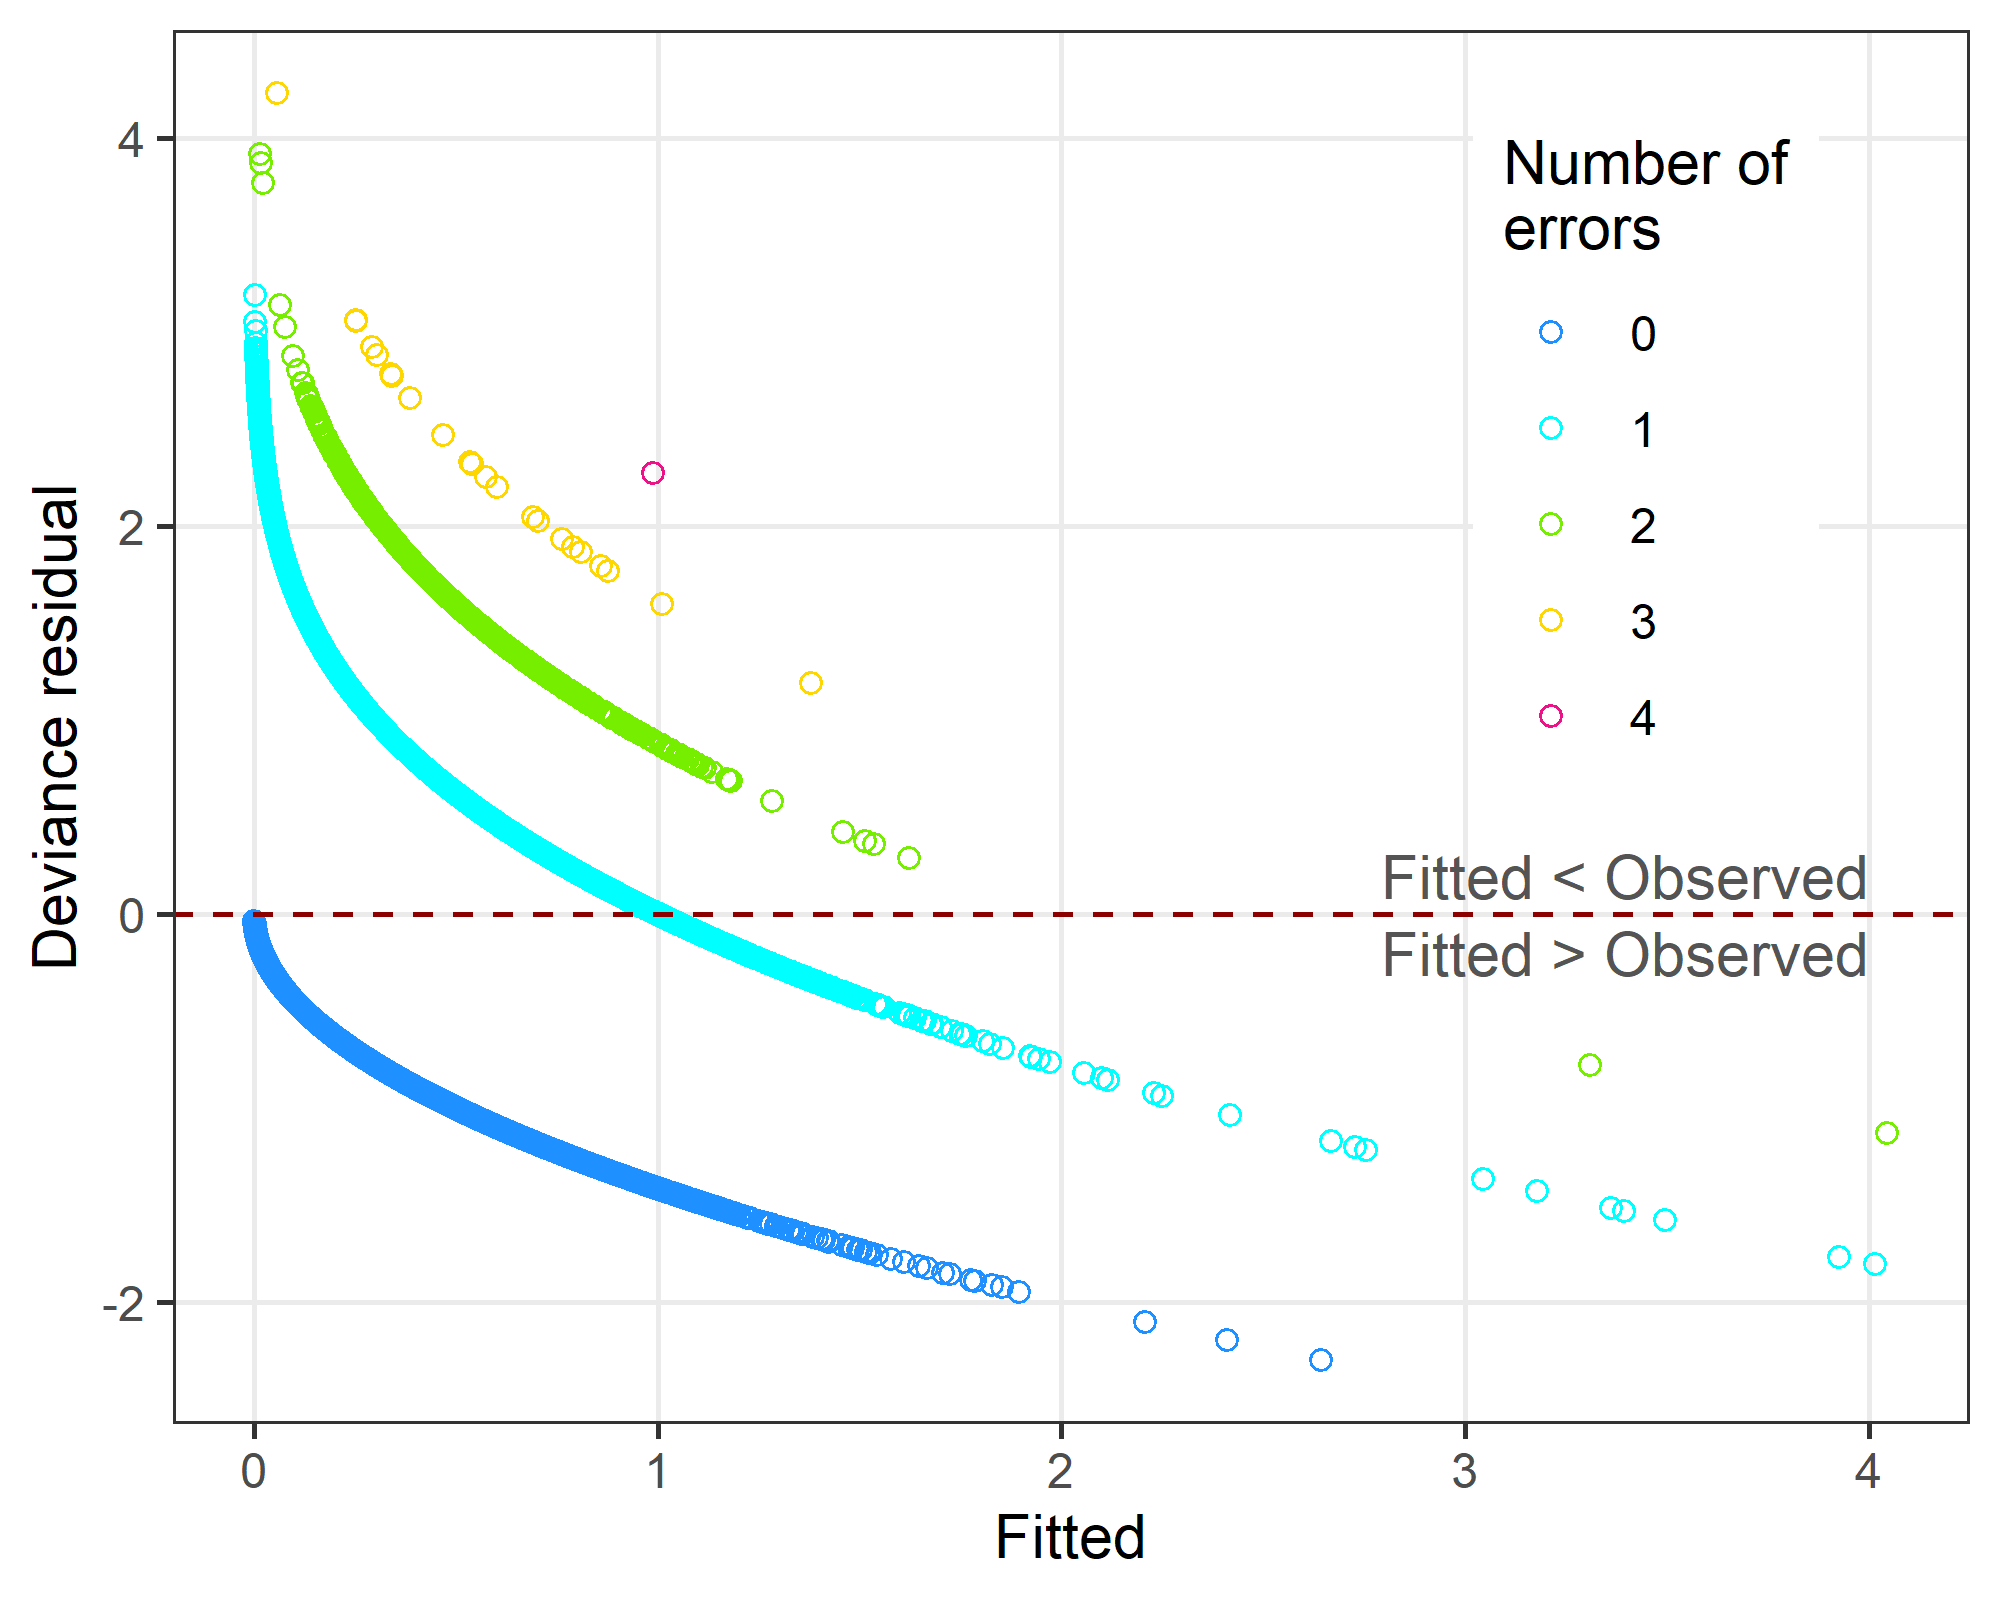 Deviance residual
4
2
0
-2
Number of
errors
0
1
2
3
4
Fitted < Observed
Fitted > Observed
0
1
2
3
4
Fitted